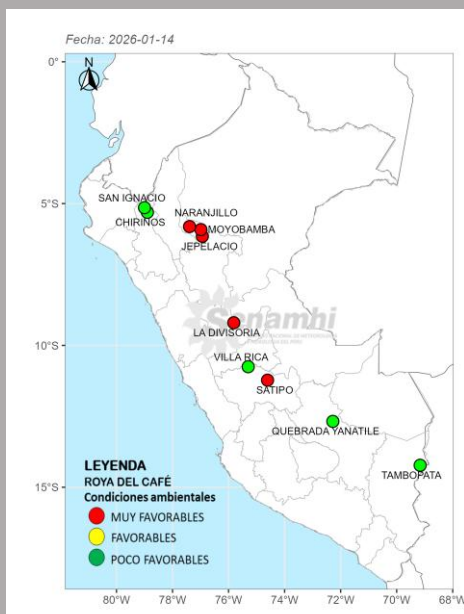 Fecha: 2026-01-14
N
0°
5°S
10°S
15°S
SAN IGNACIO
CHIRINOS
NARANJILLO
MOYOBAMBA
JEPELACIO
Senamhi
LA DIVISORIA
VILLA RICA
SATIPO
QUEBRADA YANATILE
TAMBOPATA
LEYENDA
ROYA DEL CAFÉ
Condiciones ambientales
MUY FAVORABLES
FAVORABLES
POCO FAVORABLES
80°W 78°W 76°W 74°W 72°W 70°W 68°W